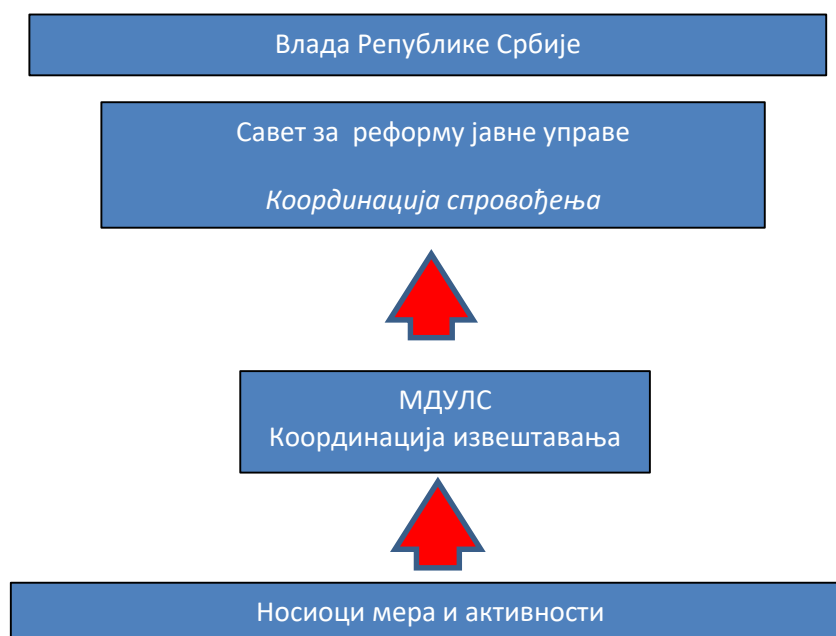 Влада Републике Србије
Савет за реформу јавне управе
Координација спровођења
МДУЛС
Координација извештавања
Носиоци мера и активности